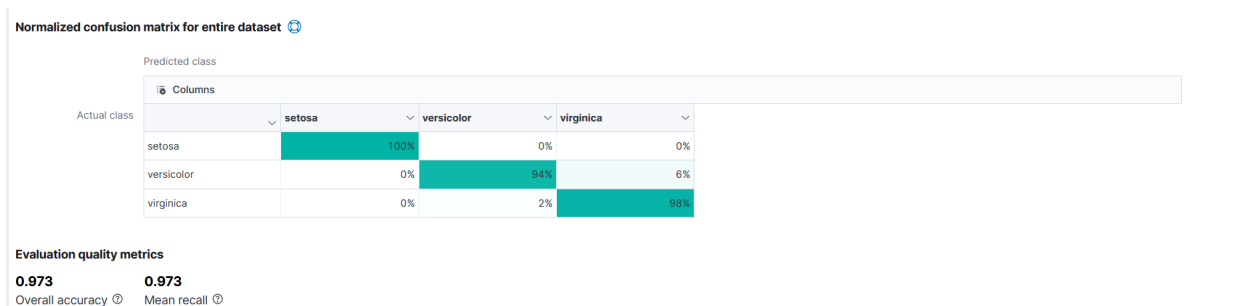 Normalized confusion matrix for entire dataset
Predicted class
Columns
Actual class
setosa versicolor virginica
setosa 100% 0% 0%
versicolor 0% 94% 6%
virginica 0% 2% 98%
Evaluation quality metrics
0.973 0.973
Overall accuracy ? Mean recall ?